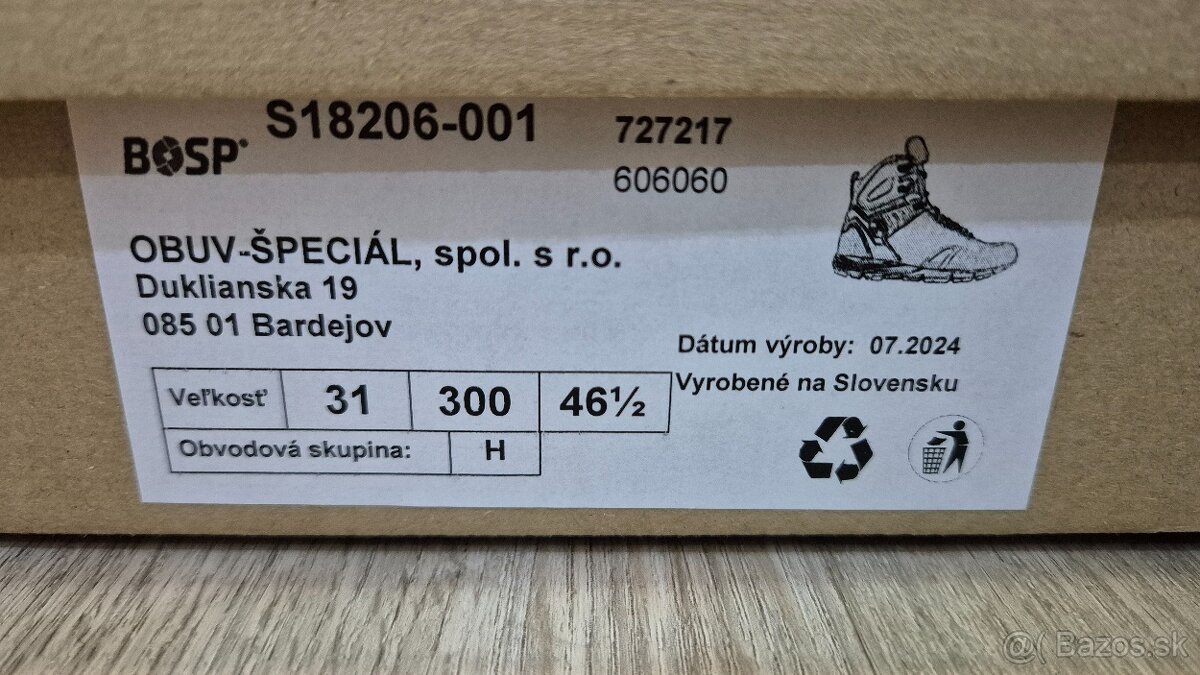 BOSP
S18206-001
727217
606060
OBUV-ŠPECIÁL, spol. s r.o.
Duklianska 19
085 01 Bardejov
Dátum výroby: 07.2024
Vyrobené na Slovensku
Veľkosť 31 300 46½
Obvodová skupina: H
@( Bazos.sk